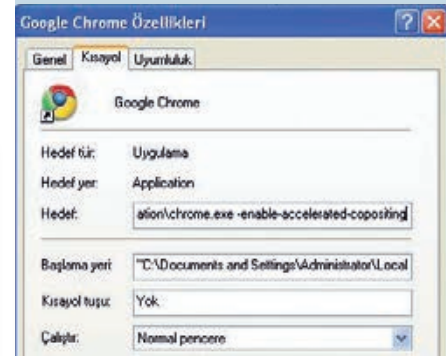 Google Chrome Özellikleri
Genel Kısayol Uyumluluk
Google Chrome
Hedef tür: Uygulama
Hedef yer: Application
Hedef: ation\chrome.exe -enable-accelerated-copositing
Başlama yeri: "C:\Documents and Settings\Administrator\Local
Kısayol tuşu: Yok
Çalıştır: Normal pencere